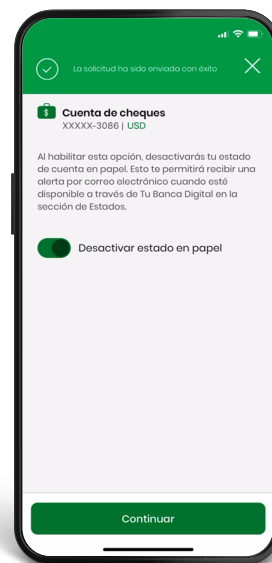 La solicitud ha sido enviada con éxito
Cuenta de cheques
XXXXX-3086 | USD
Al habilitar esta opción, desactivarás tu estado
de cuenta en papel. Esto te permitirá recibir una
alerta por correo electrónico cuando esté
disponible a través de Tu Banca Digital en la
sección de Estados.
Desactivar estado en papel
Continuar